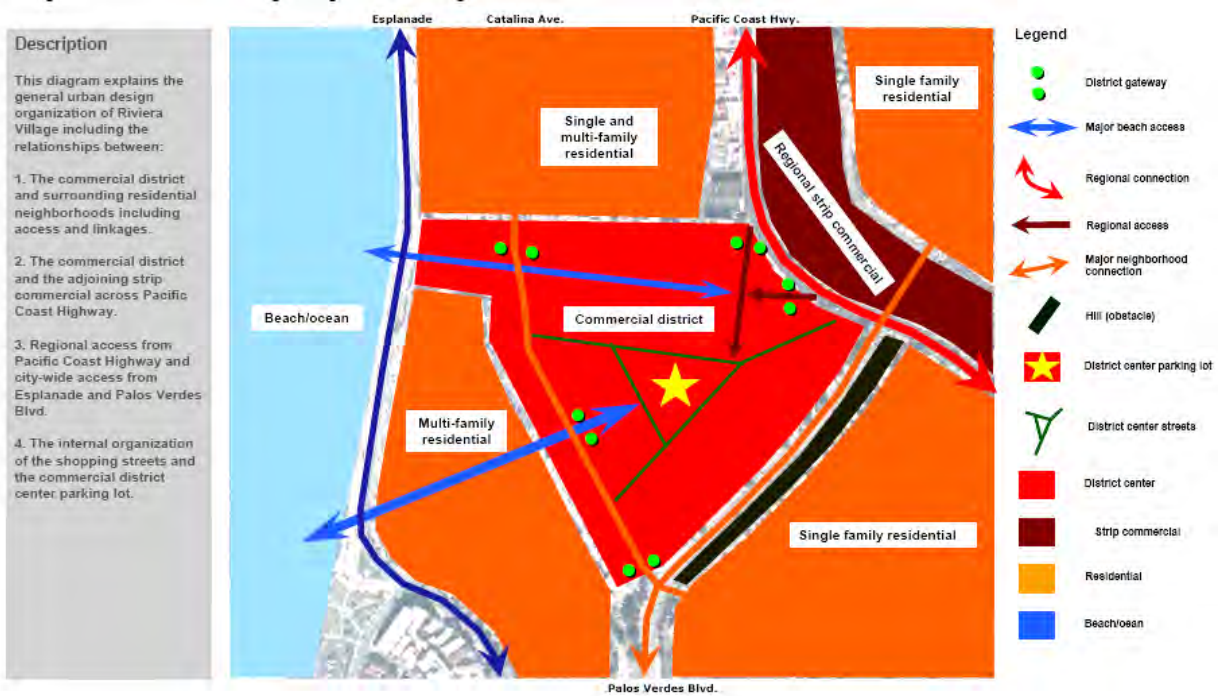 Esplanade
Catalina Ave.
Pacific Coast Hwy.
Description
This diagram explains the
general urban design
organization of Riviera
Village including the
relationships between:
1. The commercial district
and surrounding residential
neighborhoods including
access and linkages.
2. The commercial district
and the adjoining strip
commercial across Pacific
Coast Highway.
3. Regional access from
Pacific Coast Highway and
city-wide access from
Esplanade and Palos Verdes
Blvd.
4. The internal organization
of the shopping streets and
the commercial district
center parking lot.
Single and
multi-family
residential
Single family
residential
Regional strip commercial
Beach/ocean
Commercial district
Multi-family
residential
Single family residential
Palos Verdes Blvd.
Legend
District gateway
Major beach access
Regional connection
Regional access
Major neighborhood
connection
Hill (obstacle)
District center parking lot
District center streets
District center
Strip commercial
Residential
Beach/ocean